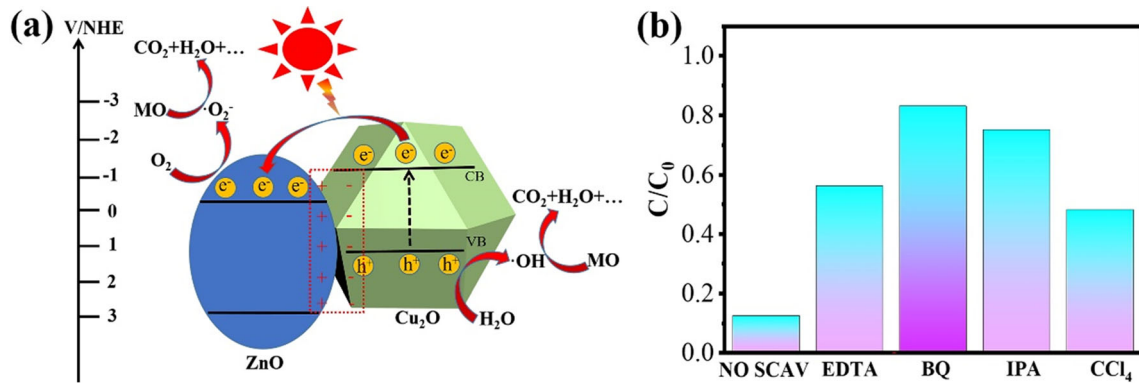 (a)
V/NHE
-3
-2
-1
0
1
2
3
CO₂+H₂O+...
MO
·O₂⁻
O₂
e⁻ e⁻ e⁻
e⁻ e⁻ e⁻
CB
VB
h⁺ h⁺ h⁺
+ -
+ -
+ -
+ -
+ -
ZnO
Cu₂O
H₂O
·OH
MO
CO₂+H₂O+...
(b)
C/C₀
1.0
0.8
0.6
0.4
0.2
0.0
NO SCAV EDTA BQ IPA CCl₄